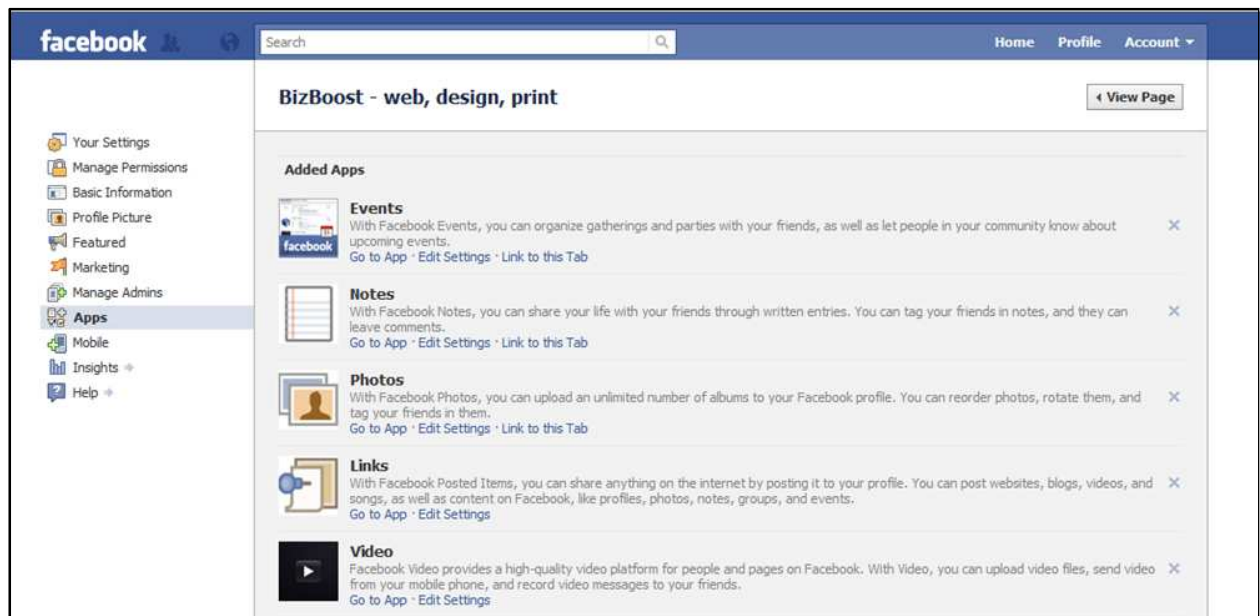 facebook
Search
Home Profile Account
BizBoost - web, design, print
View Page
Your Settings
Manage Permissions
Basic Information
Profile Picture
Featured
Marketing
Manage Admins
Apps
Mobile
Insights
Help
Added Apps
facebook
Events
With Facebook Events, you can organize gatherings and parties with your friends, as well as let people in your community know about
upcoming events.
Go to App · Edit Settings · Link to this Tab
Notes
With Facebook Notes, you can share your life with your friends through written entries. You can tag your friends in notes, and they can
leave comments.
Go to App · Edit Settings · Link to this Tab
Photos
With Facebook Photos, you can upload an unlimited number of albums to your Facebook profile. You can reorder photos, rotate them, and
tag your friends in them.
Go to App · Edit Settings · Link to this Tab
Links
With Facebook Posted Items, you can share anything on the internet by posting it to your profile. You can post websites, blogs, videos, and
songs, as well as content on Facebook, like profiles, photos, notes, groups, and events.
Go to App · Edit Settings
Video
Facebook Video provides a high-quality video platform for people and pages on Facebook. With Video, you can upload video files, send video
from your mobile phone, and record video messages to your friends.
Go to App · Edit Settings